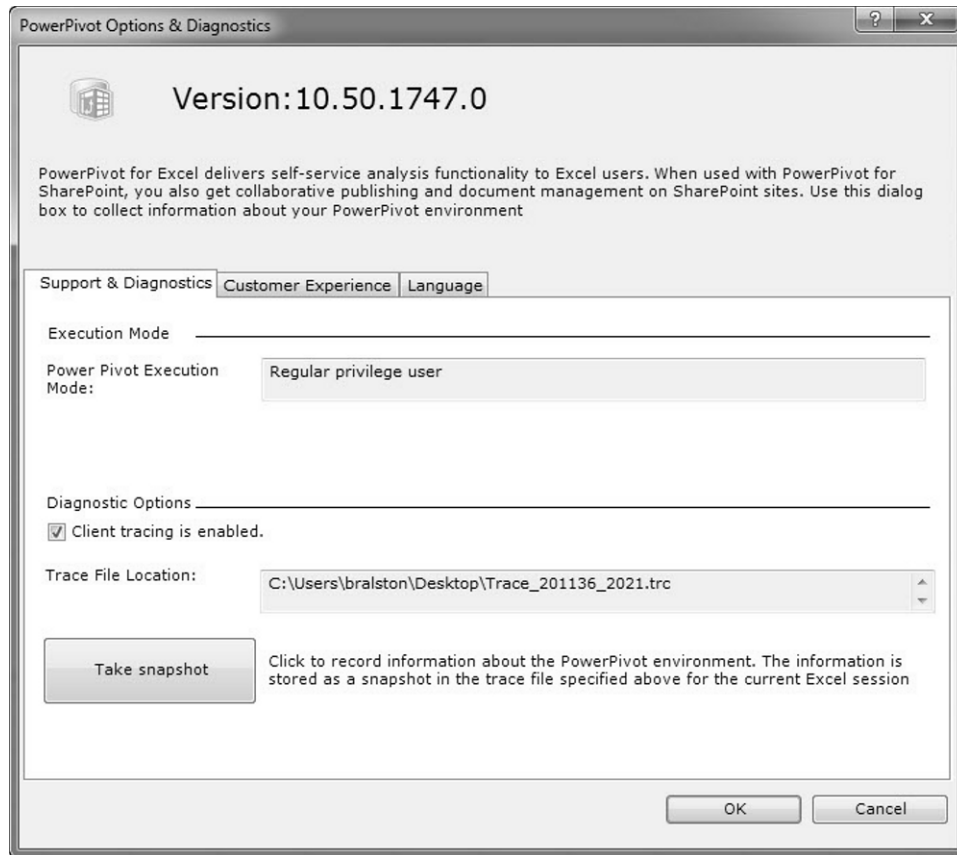 PowerPivot Options & Diagnostics
Version:10.50.1747.0
PowerPivot for Excel delivers self-service analysis functionality to Excel users. When used with PowerPivot for
SharePoint, you also get collaborative publishing and document management on SharePoint sites. Use this dialog
box to collect information about your PowerPivot environment
Support & Diagnostics Customer Experience Language
Execution Mode
Power Pivot Execution
Mode:
Regular privilege user
Diagnostic Options
Client tracing is enabled.
Trace File Location:
C:\Users\bralston\Desktop\Trace_201136_2021.trc
Take snapshot
Click to record information about the PowerPivot environment. The information is
stored as a snapshot in the trace file specified above for the current Excel session
OK Cancel